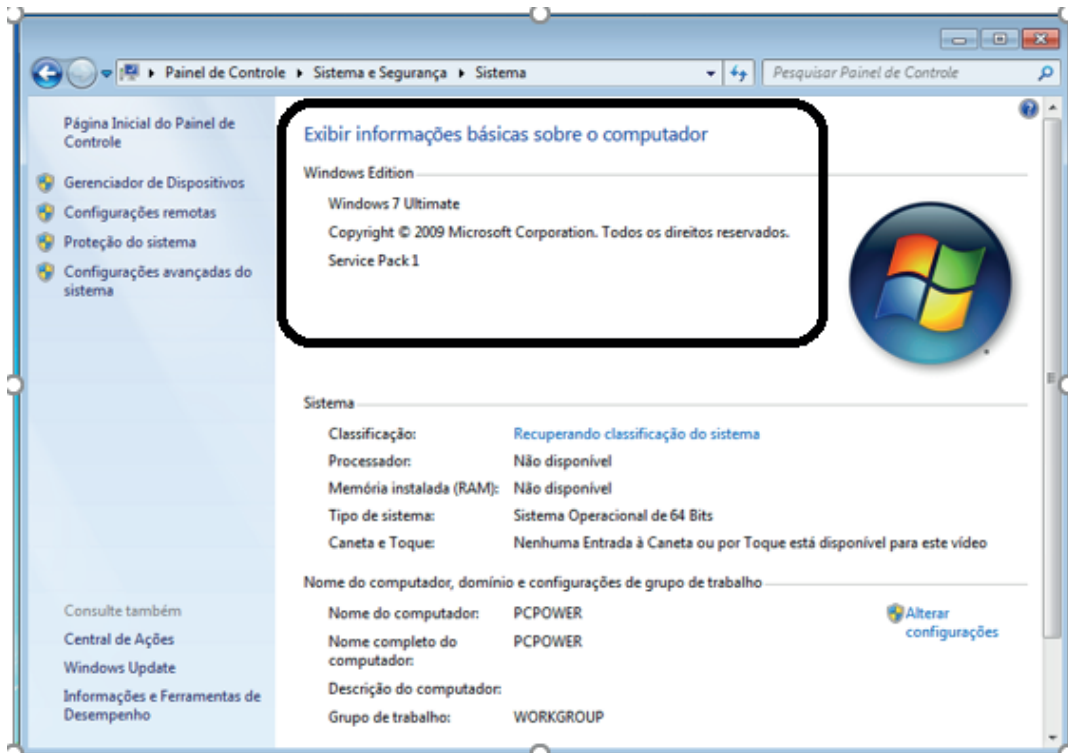 Painel de Controle Sistema e Segurança Sistema Pesquisar Painel de Controle
Página Inicial do Painel de
Controle
Gerenciador de Dispositivos
Configurações remotas
Proteção do sistema
Configurações avançadas do
sistema
Exibir informações básicas sobre o computador
Windows Edition
Windows 7 Ultimate
Copyright © 2009 Microsoft Corporation. Todos os direitos reservados.
Service Pack 1
Sistema
Classificação: Recuperando classificação do sistema
Processador: Não disponível
Memória instalada (RAM): Não disponível
Tipo de sistema: Sistema Operacional de 64 Bits
Caneta e Toque: Nenhuma Entrada à Caneta ou por Toque está disponível para este vídeo
Nome do computador, domínio e configurações de grupo de trabalho
Nome do computador: PCPOWER
Alterar
configurações
Nome completo do
computador:
PCPOWER
Descrição do computador:
Grupo de trabalho: WORKGROUP
Consulte também
Central de Ações
Windows Update
Informações e Ferramentas de
Desempenho